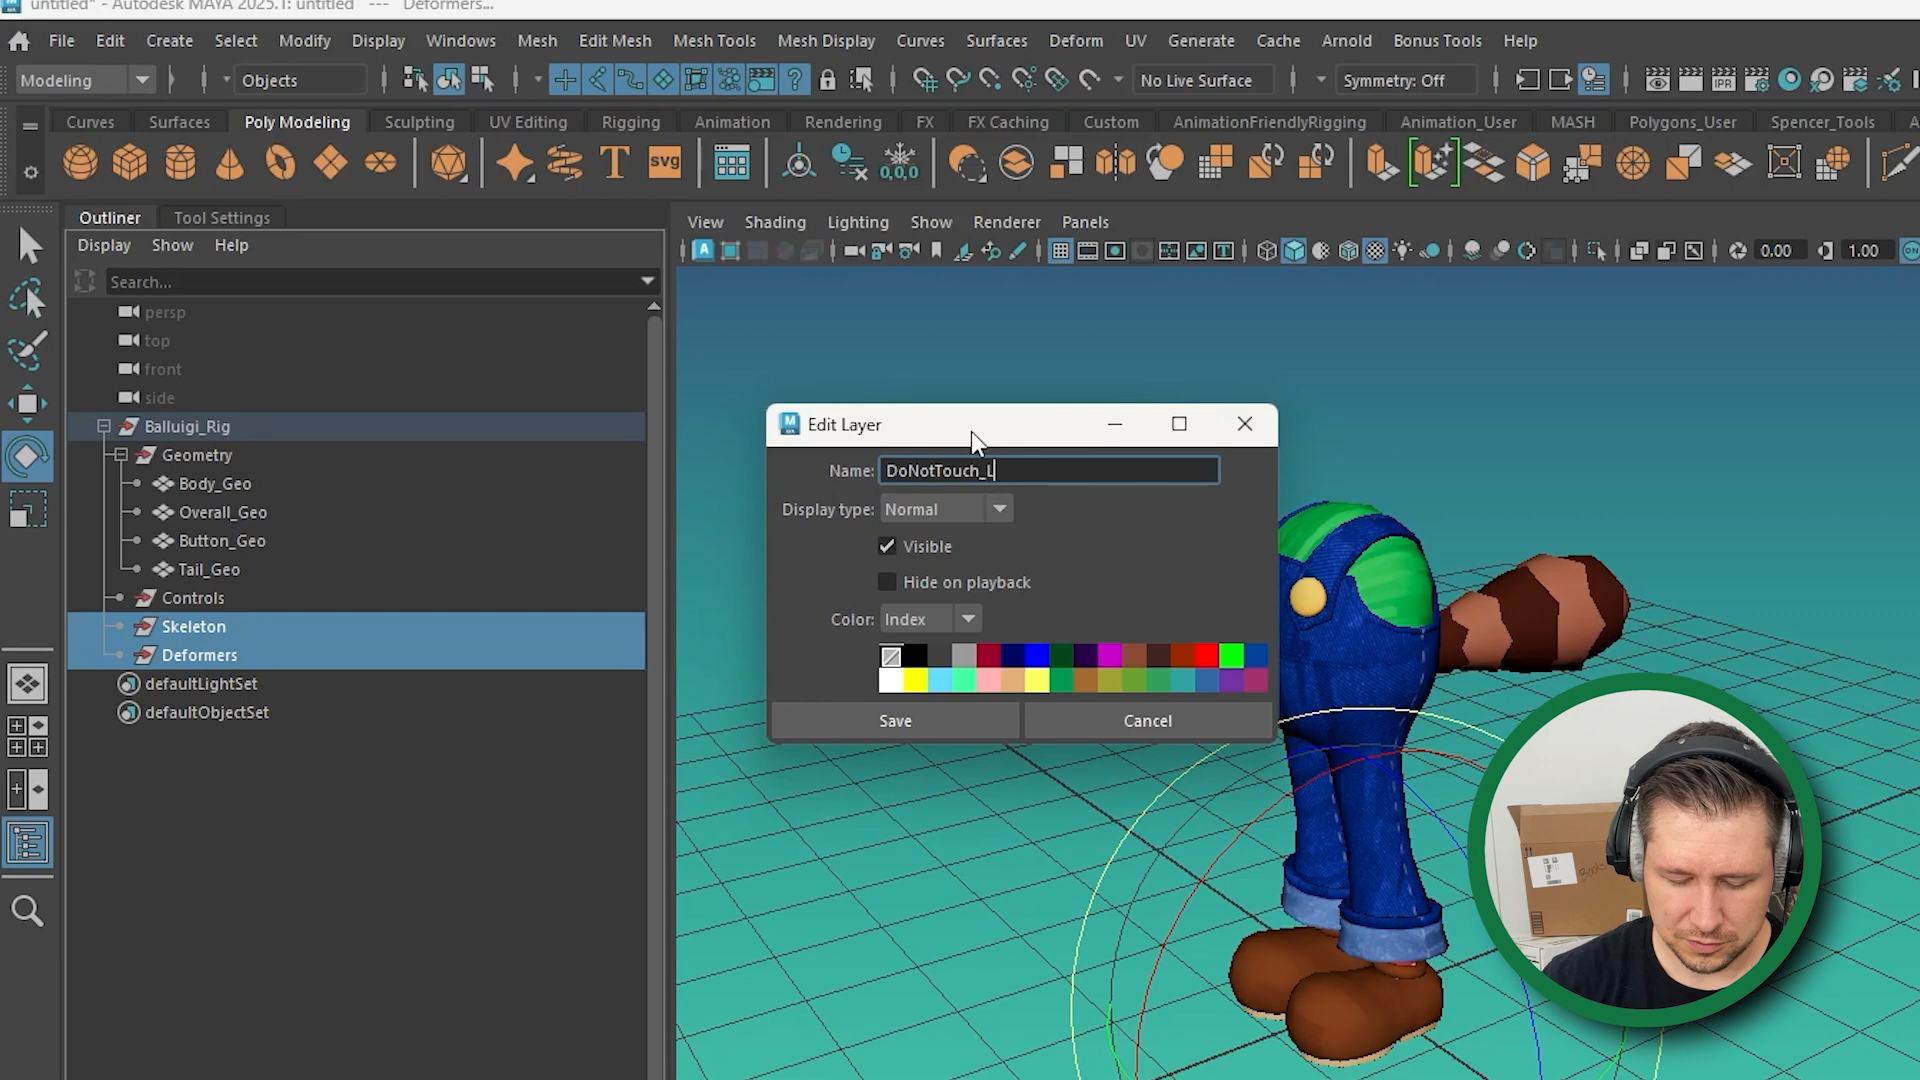 untitled* - Autodesk MAYA 2025.1: untitled --- Deformers...
File Edit Create Select Modify Display Windows Mesh Edit Mesh Mesh Tools Mesh Display Curves Surfaces Deform UV Generate Cache Arnold Bonus Tools Help
Modeling Objects No Live Surface Symmetry: Off IPR
Curves Surfaces Poly Modeling Sculpting UV Editing Rigging Animation Rendering FX FX Caching Custom AnimationFriendlyRigging Animation_User MASH Polygons_User Spencer_Tools
T svg 0,0,0
Outliner Tool Settings
View Shading Lighting Show Renderer Panels
Display Show Help
0.00 1.00 ON
Search...
persp
top
front
side
Balluigi_Rig
Geometry
Body_Geo
Overall_Geo
Button_Geo
Tail_Geo
Controls
Skeleton
Deformers
defaultLightSet
defaultObjectSet
Edit Layer
Name: DoNotTouch_L
Display type: Normal
Visible
Hide on playback
Color: Index
Save Cancel